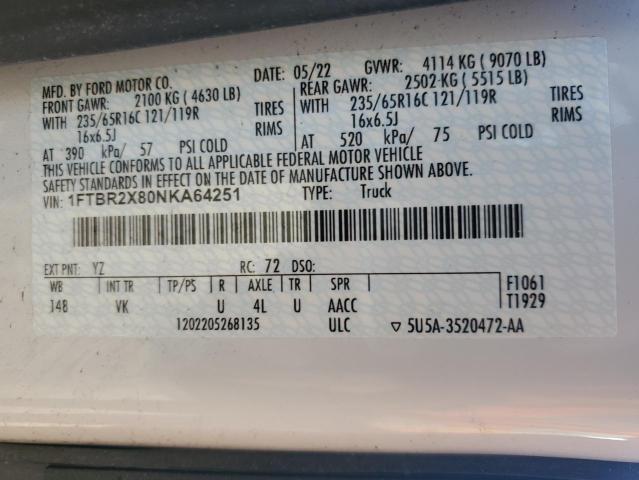 MFD. BY FORD MOTOR CO.
DATE: 05/22 GVWR: 4114 KG ( 9070 LB)
FRONT GAWR: 2100 KG ( 4630 LB) REAR GAWR: 2502 KG ( 5515 LB)
WITH 235/65R16C 121/119R TIRES WITH 235/65R16C 121/119R TIRES
16x6.5J RIMS 16x6.5J RIMS
AT 390 kPa/ 57 PSI COLD AT 520 kPa/ 75 PSI COLD
THIS VEHICLE CONFORMS TO ALL APPLICABLE FEDERAL MOTOR VEHICLE
SAFETY STANDARDS IN EFFECT ON THE DATE OF MANUFACTURE SHOWN ABOVE.
VIN: 1FTBR2X80NKA64251 TYPE: Truck
EXT PNT: YZ RC: 72 DSO:
WB INT TR TP/PS R AXLE TR SPR F1061
148 VK U 4L U AACC T1929
1202205268135 ULC ▽ 5U5A-3520472-AA